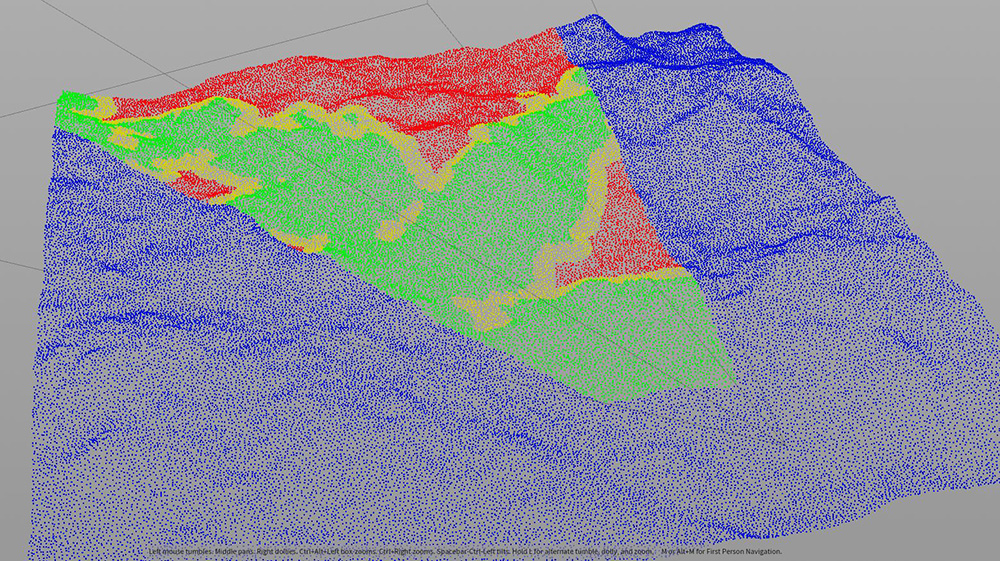 Left mouse tumbles. Middle pans. Right dollies. Ctrl+Alt+Left box-zooms. Ctrl+Right zooms. Spacebar-Ctrl-Left tilts. Hold L for alternate tumble, dolly, and zoom. M or Alt+M for First Person Navigation.